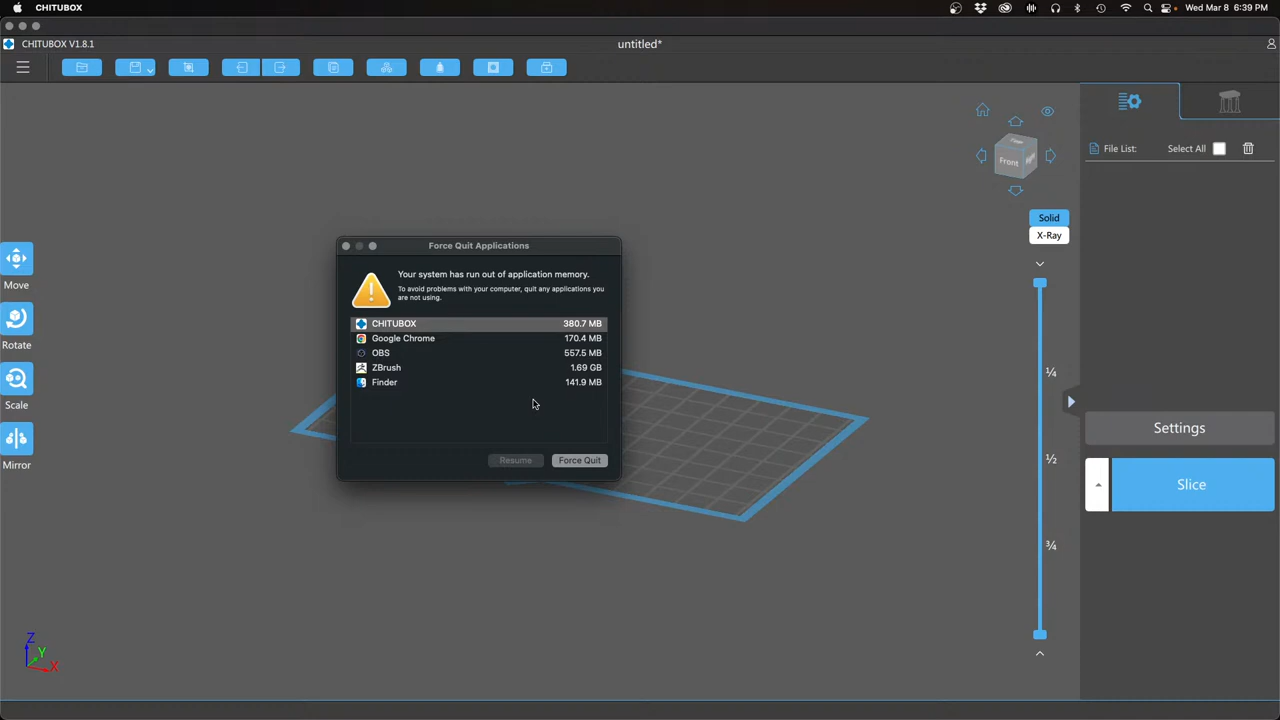 CHITUBOX
Wed Mar 8 6:39 PM
CHITUBOX V1.8.1
untitled*
File List:
Select All
Front
Solid
X-Ray
Move
Rotate
Scale
Mirror
Force Quit Applications
Your system has run out of application memory.
To avoid problems with your computer, quit any applications you
are not using.
CHITUBOX 380.7 MB
Google Chrome 170.4 MB
OBS 557.5 MB
ZBrush 1.69 GB
Finder 141.9 MB
Resume
Force Quit
¼
½
¾
Settings
Slice
Z
Y
X